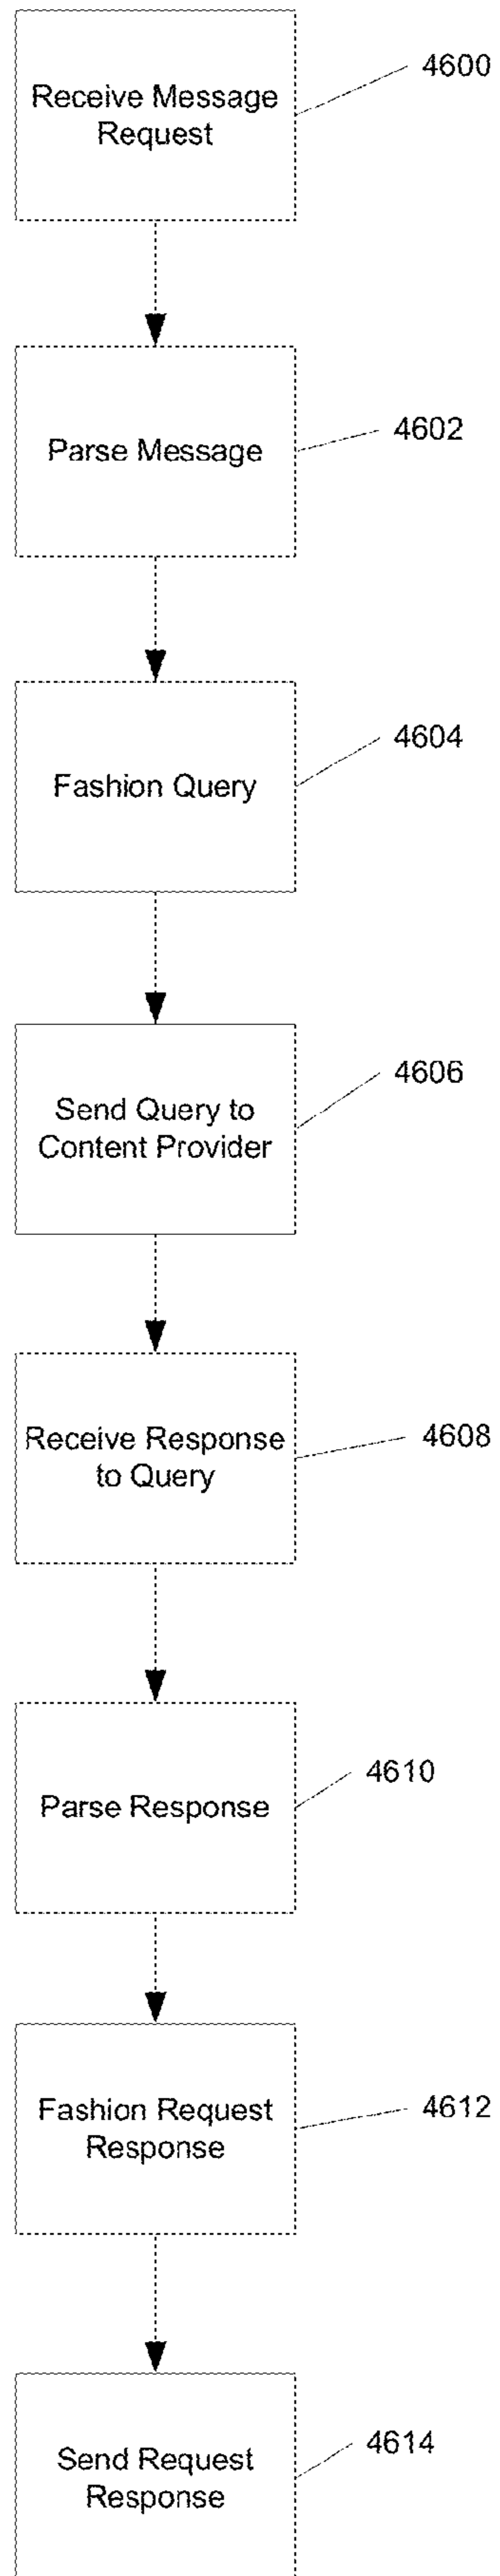 Receive Message
Request
4600
Parse Message
4602
Fashion Query
4604
Send Query to
Content Provider
4606
Receive Response
to Query
4608
Parse Response
4610
Fashion Request
Response
4612
Send Request
Response
4614